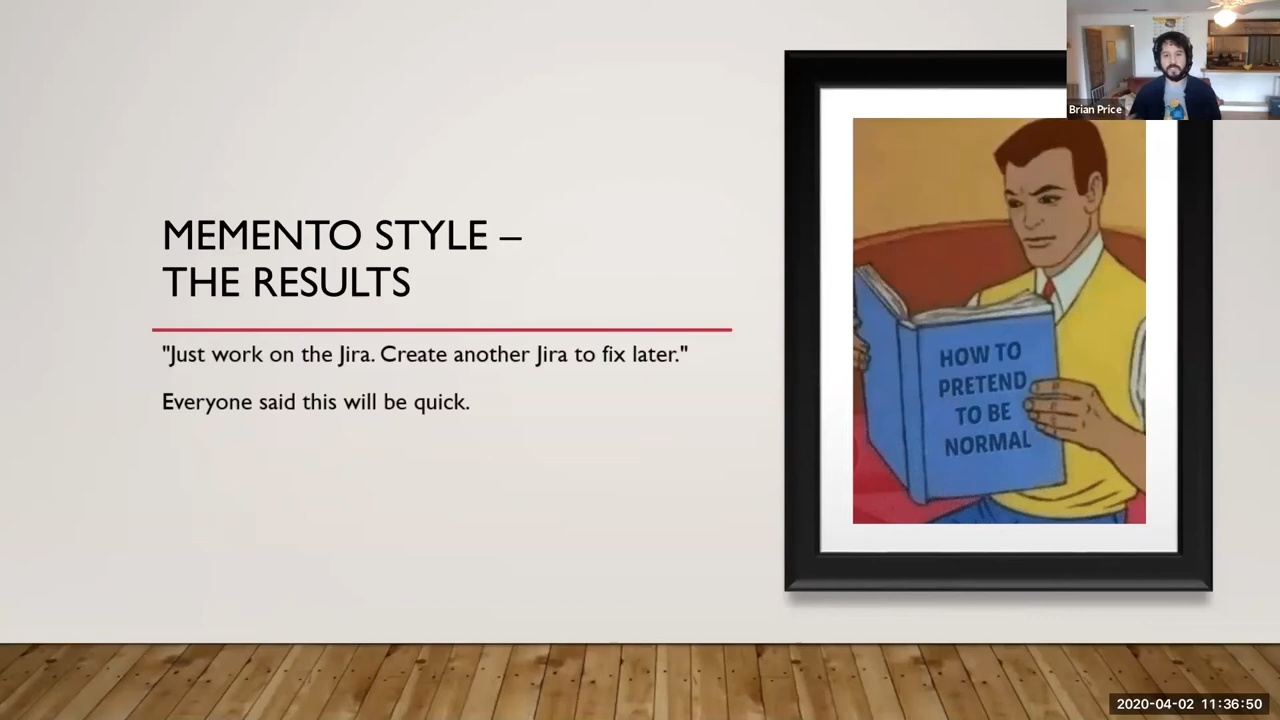 MEMENTO STYLE –
THE RESULTS
"Just work on the Jira. Create another Jira to fix later."
Everyone said this will be quick.
HOW TO
PRETEND
TO BE
NORMAL
Brian Price
2020-04-02 11:36:50